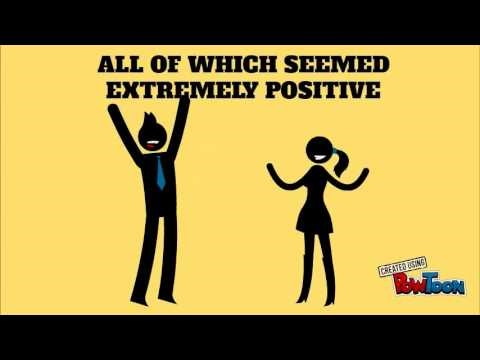 ALL OF WHICH SEEMED
EXTREMELY POSITIVE
CREATED USING
POWTOON